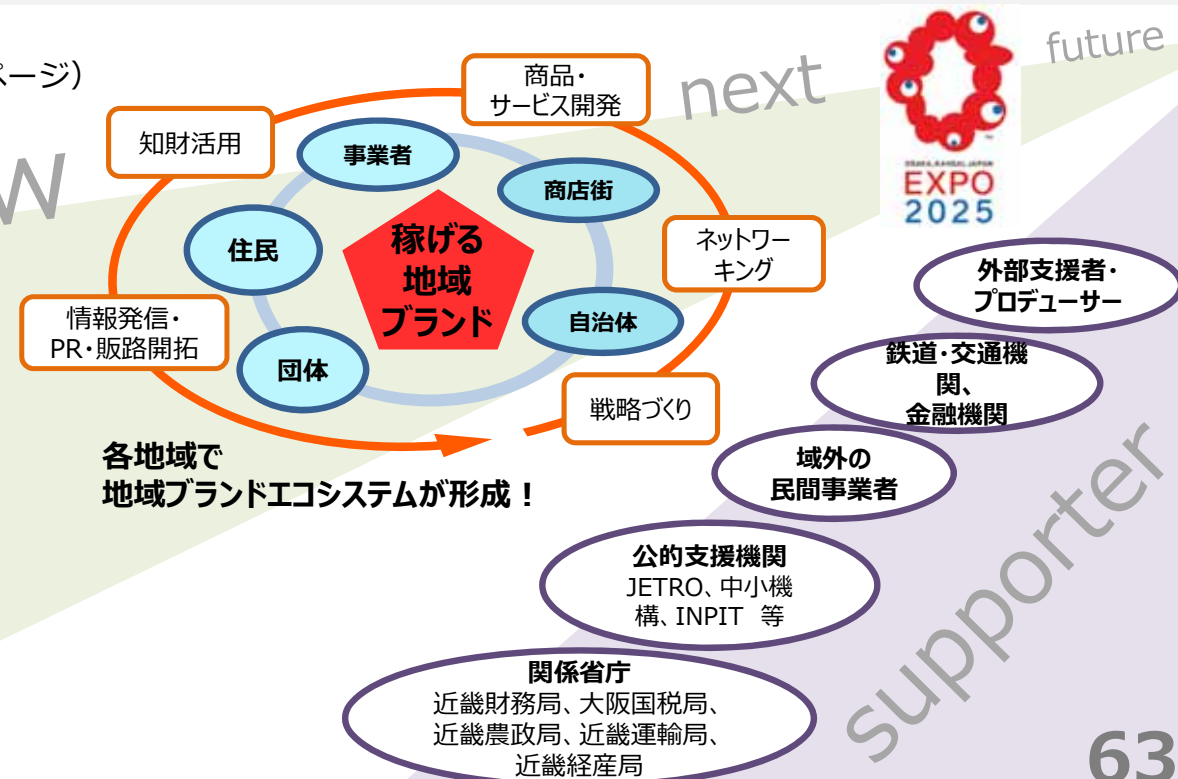 ページ)
w
next
future
商品・
サービス開発
知財活用
事業者
商店街
住民
稼げる
地域
ブランド
ネットワー
キング
情報発信・
PR・販路開拓
自治体
団体
戦略づくり
各地域で
地域ブランドエコシステムが形成！
OSAKA, KANSAI, JAPAN
EXPO
2025
外部支援者・
プロデューサー
鉄道・交通機
関、
金融機関
域外の
民間事業者
公的支援機関
JETRO、中小機
構、INPIT 等
関係省庁
近畿財務局、大阪国税局、
近畿農政局、近畿運輸局、
近畿経産局
supporter
63